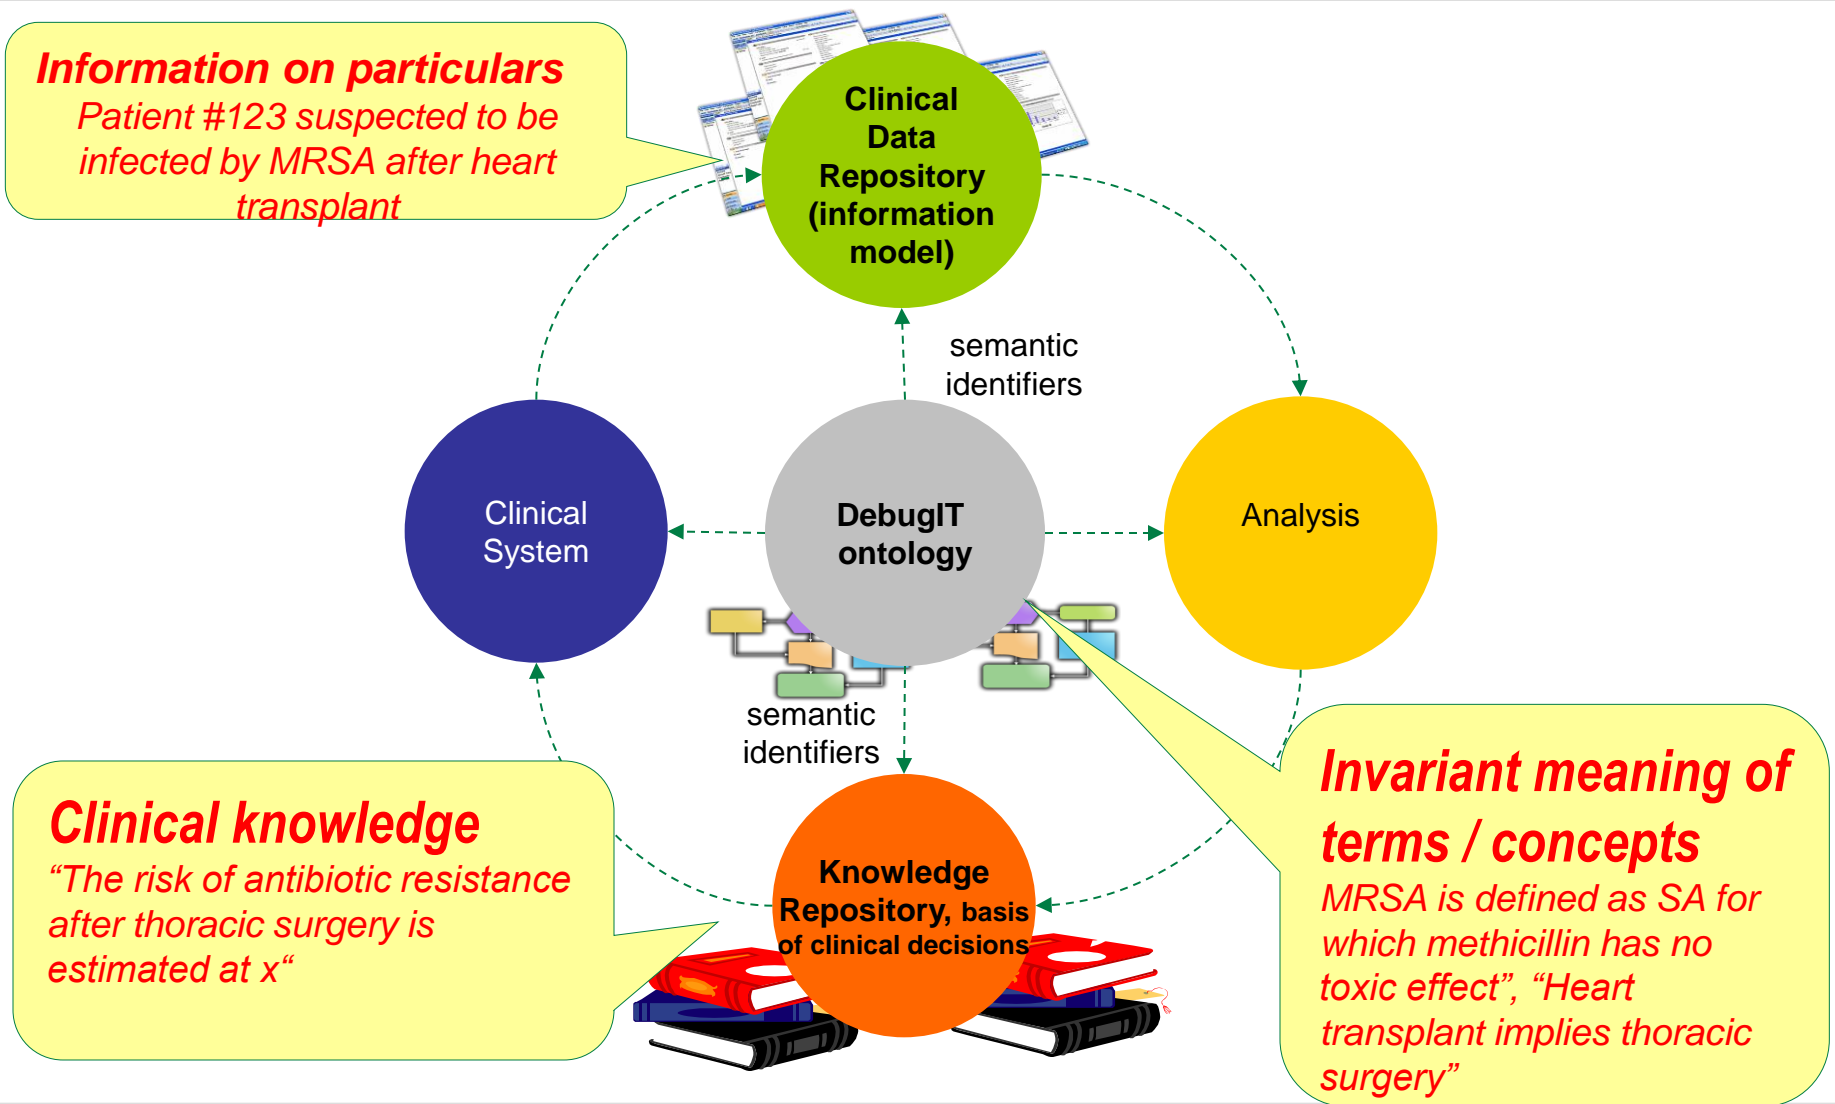 Information on particulars
Patient #123 suspected to be
infected by MRSA after heart
transplant
Clinical
Data
Repository
(information
model)
semantic
identifiers
Clinical
System
DebugIT
ontology
Analysis
semantic
identifiers
Clinical knowledge
“The risk of antibiotic resistance
after thoracic surgery is
estimated at x“
Knowledge
Repository, basis
of clinical decisions
Invariant meaning of
terms / concepts
MRSA is defined as SA for
which methicillin has no
toxic effect”, “Heart
transplant implies thoracic
surgery”